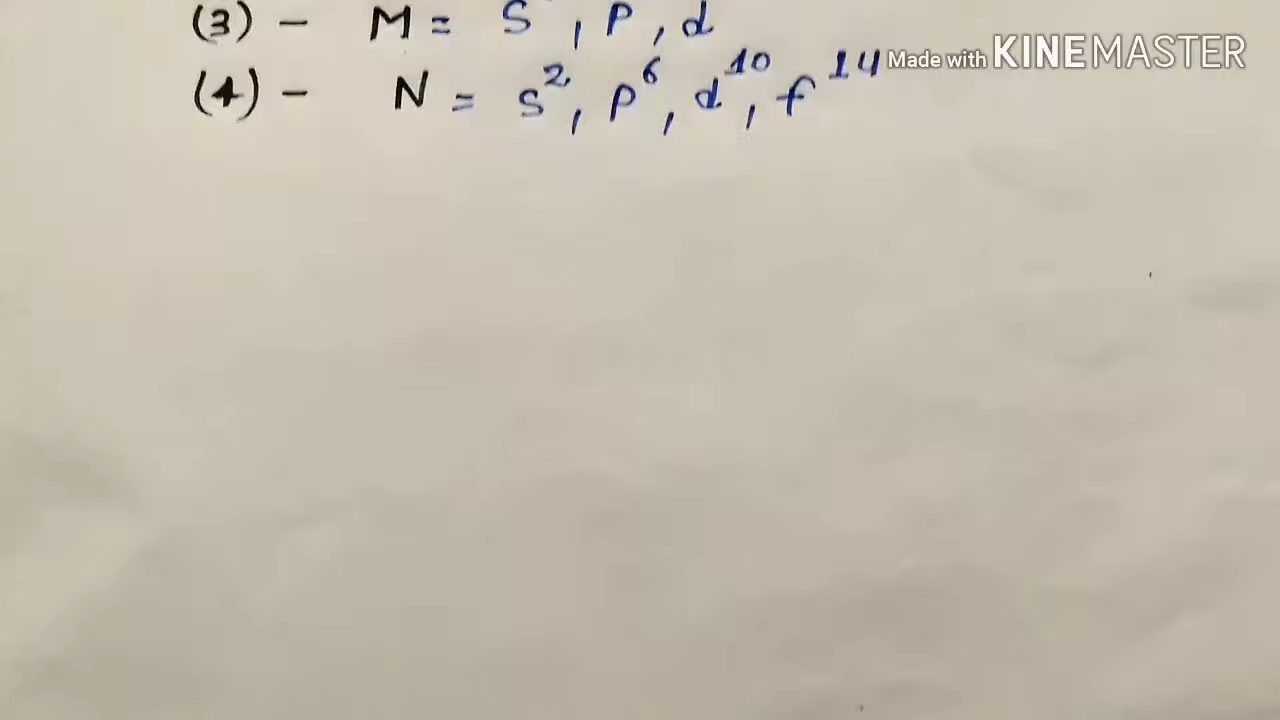 (3) - M = S , P , d
(4) - N = s², p⁶, d¹⁰, f¹⁴
Made with KINEMASTER